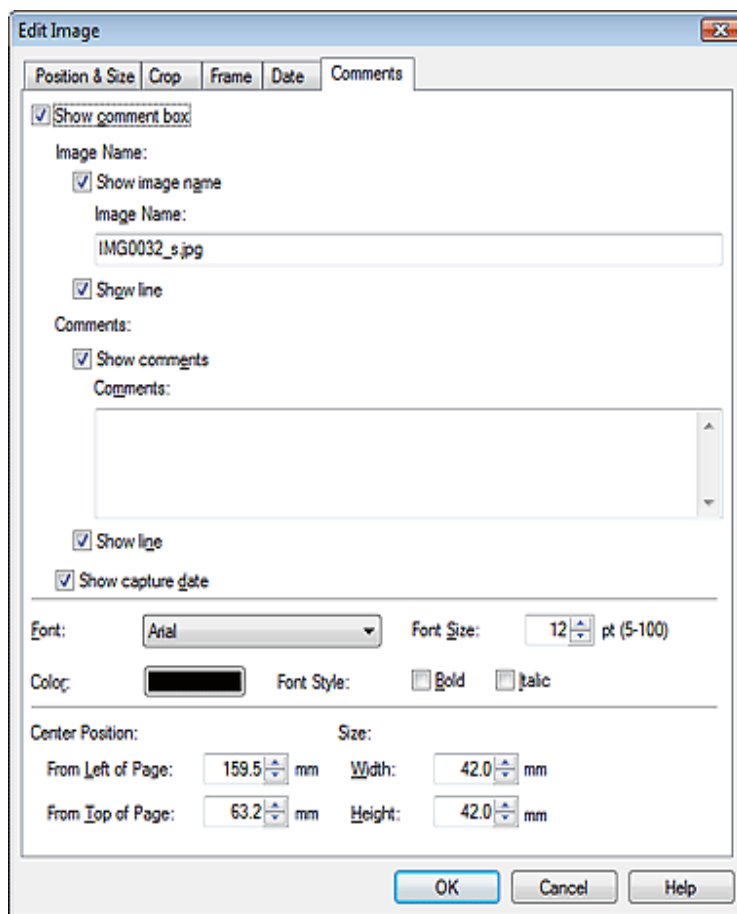 Edit Image
Position & Size Crop Frame Date Comments
Show comment box
Image Name:
Show image name
Image Name:
IMG0032_s.jpg
Show line
Comments:
Show comments
Comments:
Show line
Show capture date
Font: Arial Font Size: 12 pt (5-100)
Color: Font Style: Bold Italic
Center Position: Size:
From Left of Page: 159.5 mm Width: 42.0 mm
From Top of Page: 63.2 mm Height: 42.0 mm
OK Cancel Help